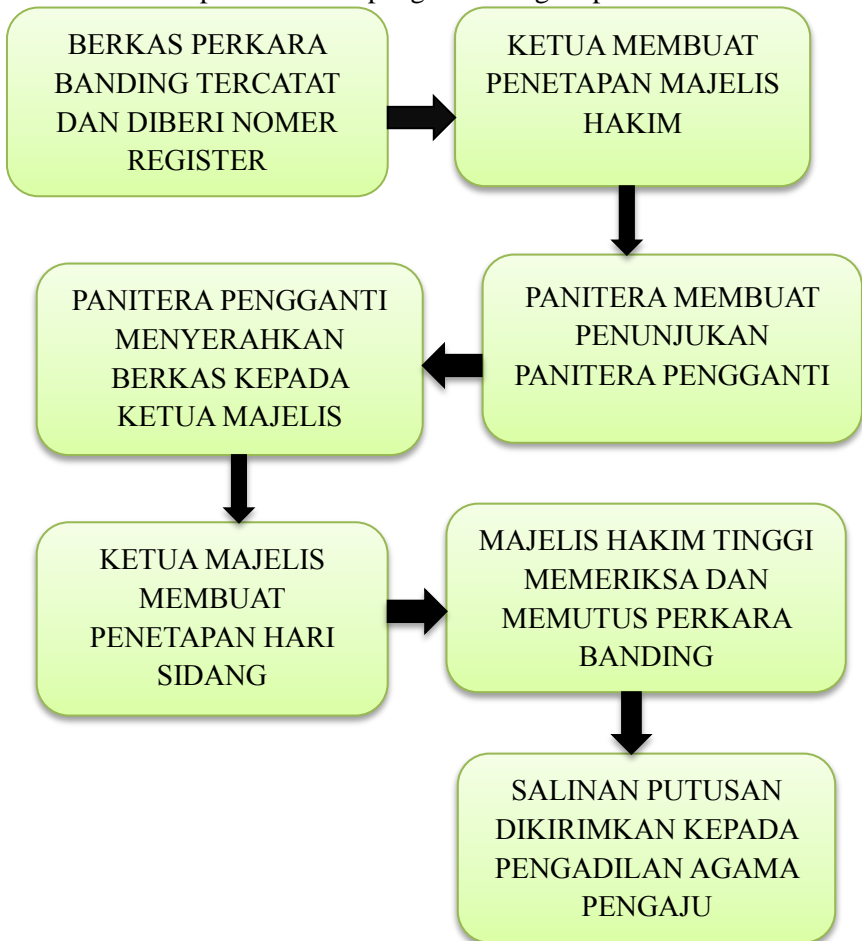 BERKAS PERKARA
BANDING TERCATAT
DAN DIBERI NOMER
REGISTER
KETUA MEMBUAT
PENETAPAN MAJELIS
HAKIM
PANITERA MEMBUAT
PENUNJUKAN
PANITERA PENGGANTI
PANITERA PENGGANTI
MENYERAHKAN
BERKAS KEPADA
KETUA MAJELIS
KETUA MAJELIS
MEMBUAT
PENETAPAN HARI
SIDANG
MAJELIS HAKIM TINGGI
MEMERIKSA DAN
MEMUTUS PERKARA
BANDING
SALINAN PUTUSAN
DIKIRIMKAN KEPADA
PENGADILAN AGAMA
PENGAJU